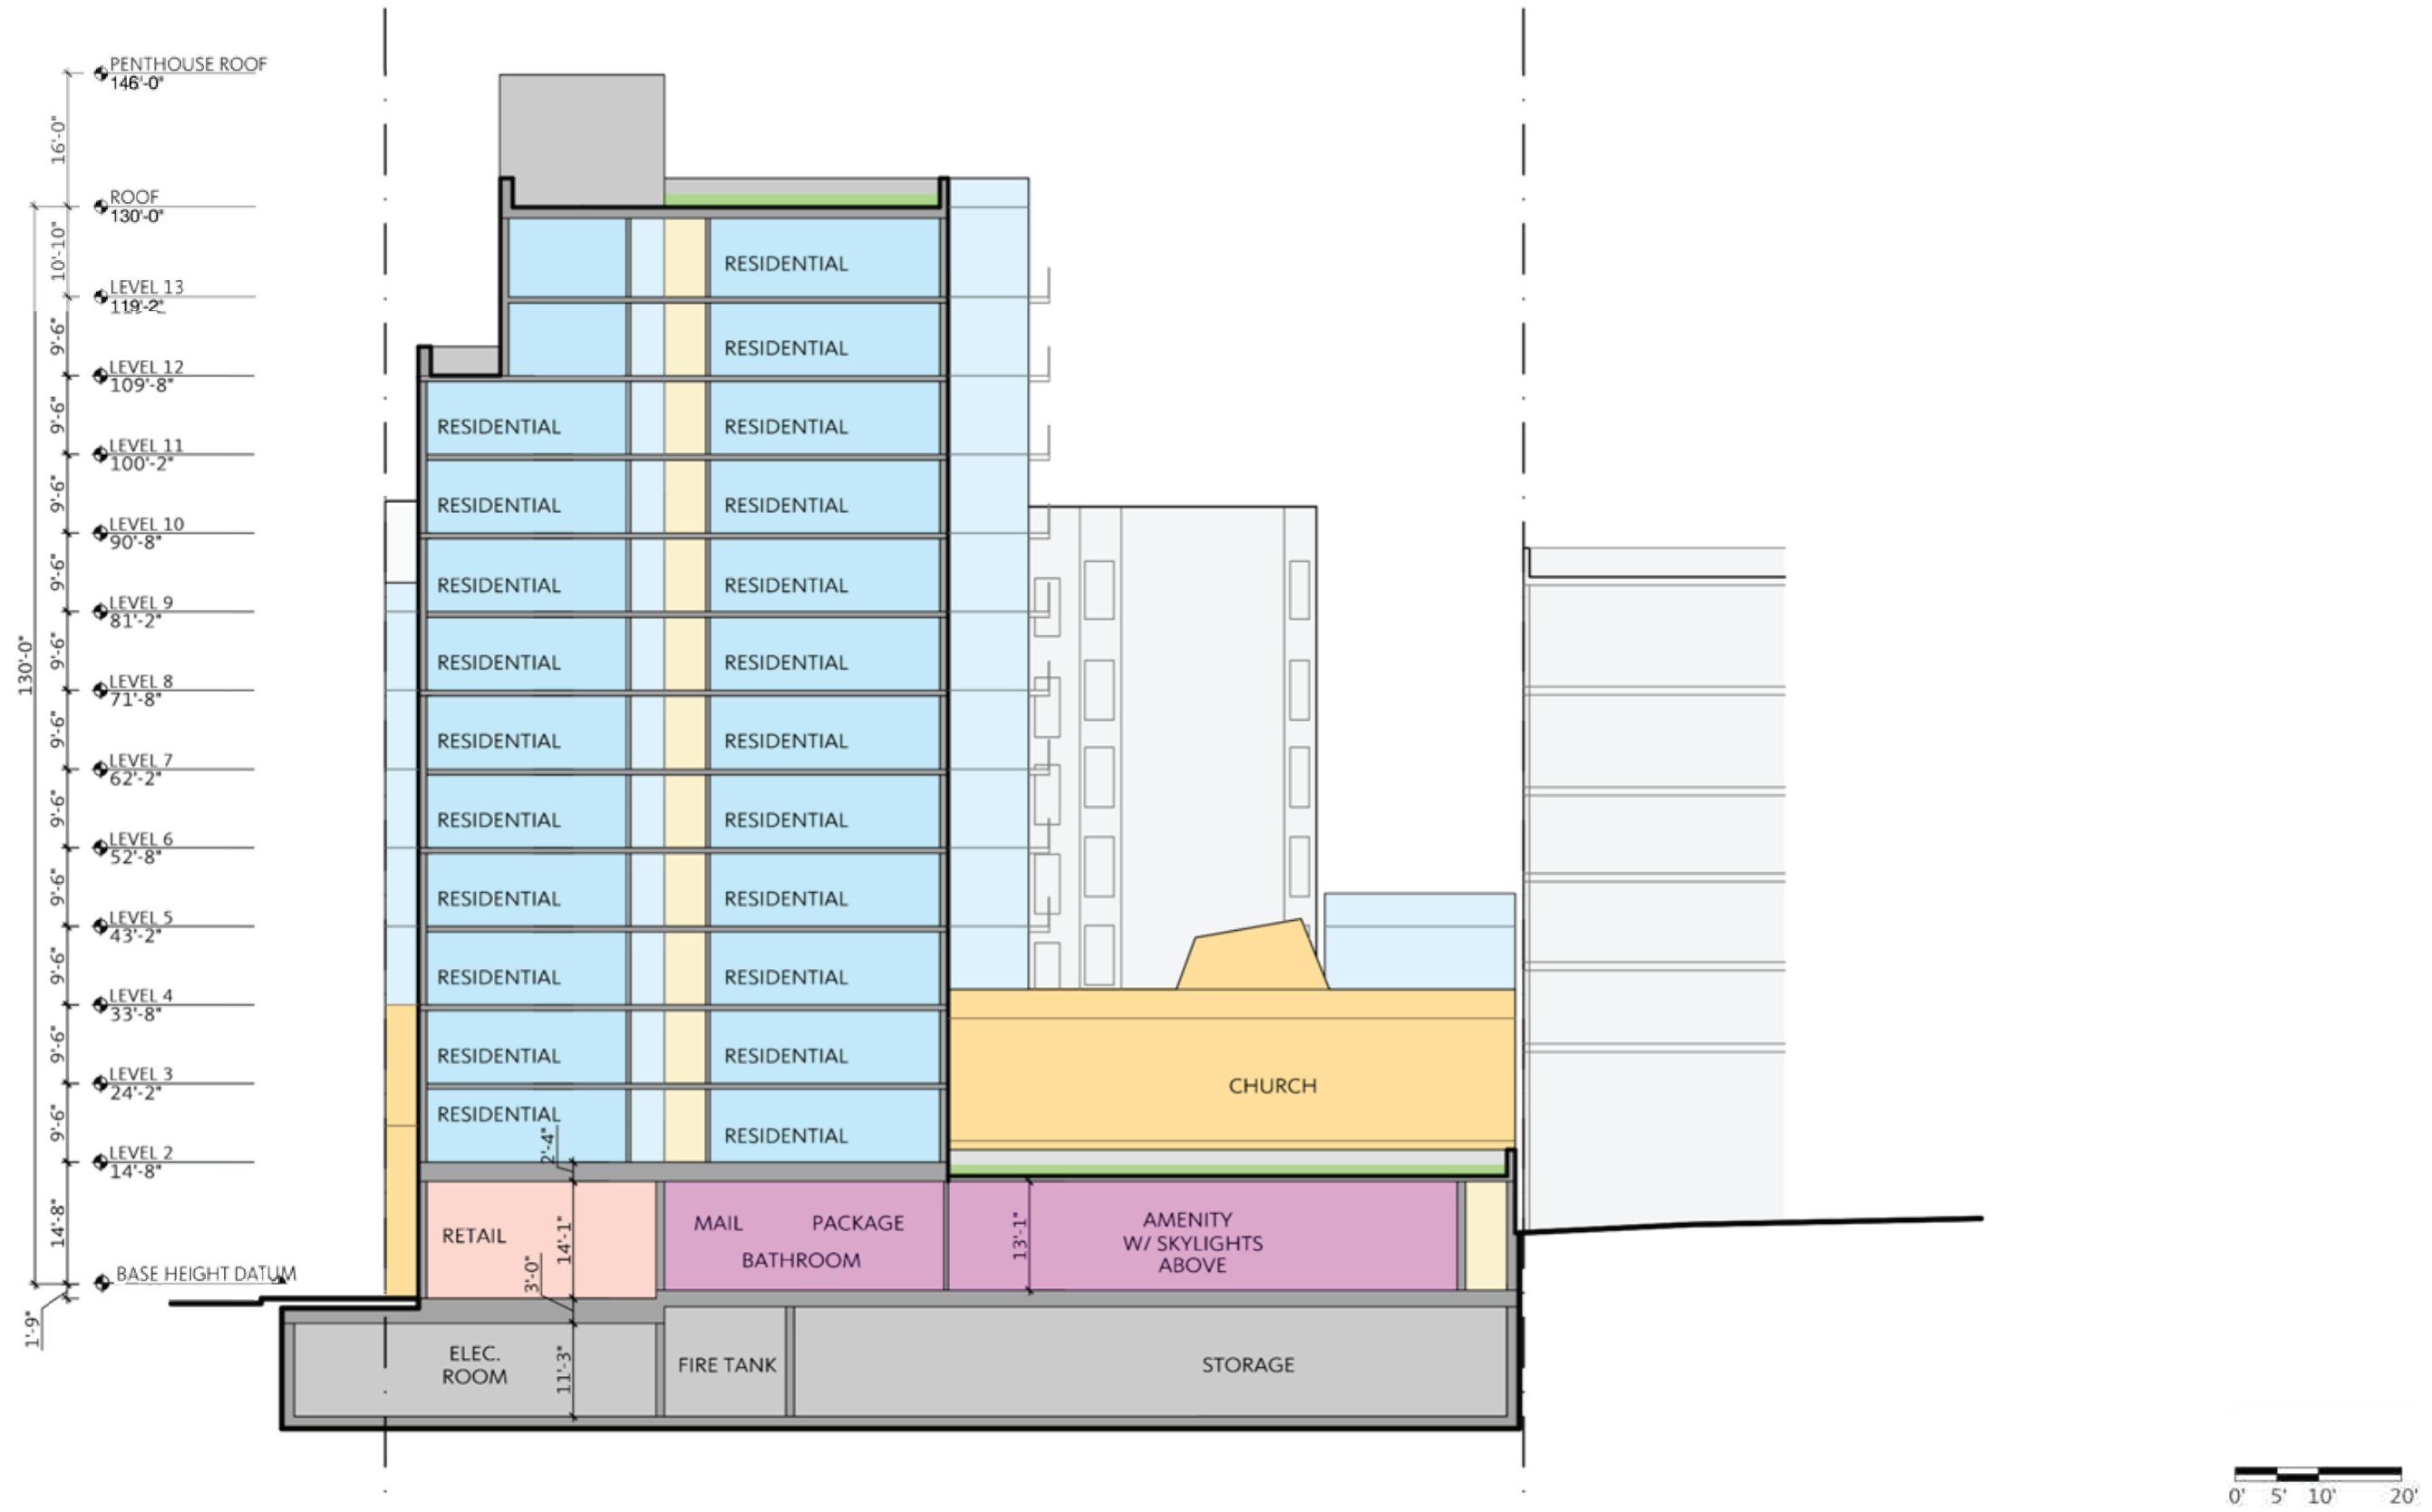 PENTHOUSE ROOF
146'-0"
16'-0"
ROOF
130'-0"
10'-10"
RESIDENTIAL
LEVEL 13
119'-2"
9'-6"
RESIDENTIAL
LEVEL 12
109'-8"
9'-6"
RESIDENTIAL RESIDENTIAL
LEVEL 11
100'-2"
9'-6"
RESIDENTIAL RESIDENTIAL
LEVEL 10
90'-8"
9'-6"
RESIDENTIAL RESIDENTIAL
LEVEL 9
81'-2"
130'-0"
9'-6"
RESIDENTIAL RESIDENTIAL
LEVEL 8
71'-8"
9'-6"
RESIDENTIAL RESIDENTIAL
LEVEL 7
62'-2"
9'-6"
RESIDENTIAL RESIDENTIAL
LEVEL 6
52'-8"
9'-6"
RESIDENTIAL RESIDENTIAL
LEVEL 5
43'-2"
9'-6"
RESIDENTIAL RESIDENTIAL
LEVEL 4
33'-8"
9'-6"
RESIDENTIAL RESIDENTIAL
CHURCH
LEVEL 3
24'-2"
9'-6"
RESIDENTIAL
RESIDENTIAL
2'-4"
LEVEL 2
14'-8"
14'-8"
RETAIL
14'-1"
3'-0"
MAIL PACKAGE
BATHROOM
13'-1"
AMENITY
W/ SKYLIGHTS
ABOVE
BASE HEIGHT DATUM
1'-9"
ELEC.
ROOM
11'-3"
FIRE TANK
STORAGE
0' 5' 10' 20'